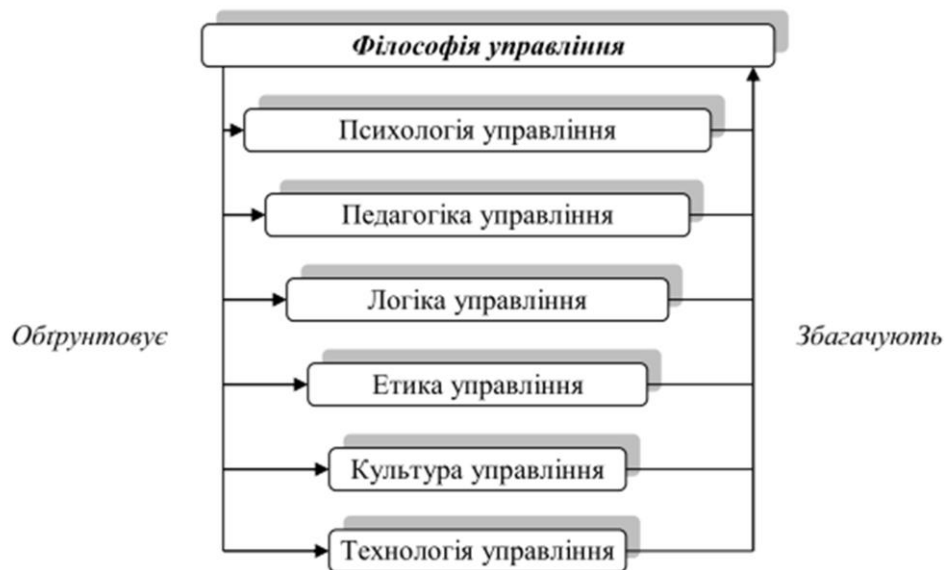 Філософія управління
Психологія управління
Педагогіка управління
Логіка управління
Обґрунтовує
Збагачують
Етика управління
Культура управління
Технологія управління